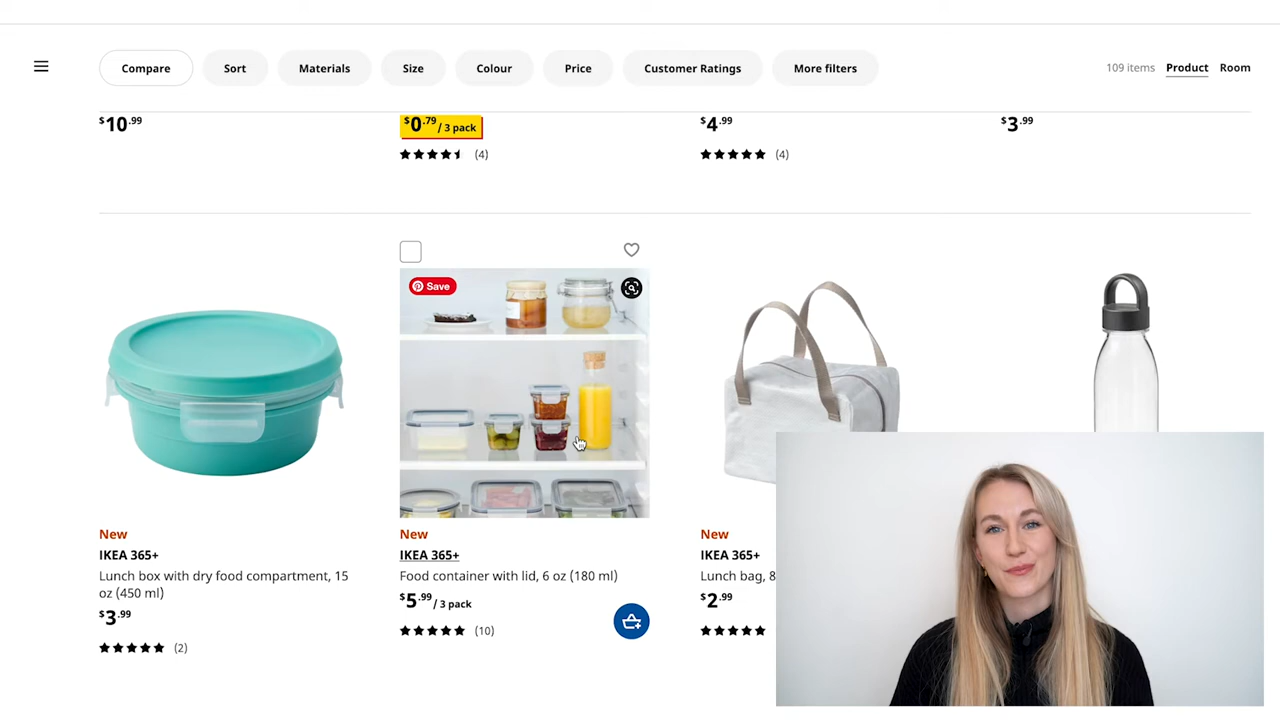 Compare
Sort
Materials
Size
Colour
Price
Customer Ratings
More filters
109 items
Product
Room
$10.99
$0.79/ 3 pack
$4.99
$3.99
(4)
(4)
Save
New
IKEA 365+
Lunch box with dry food compartment, 15
oz (450 ml)
$3.99
(2)
New
IKEA 365+
Food container with lid, 6 oz (180 ml)
$5.99/ 3 pack
(10)
New
IKEA 365+
Lunch bag, 8
$2.99